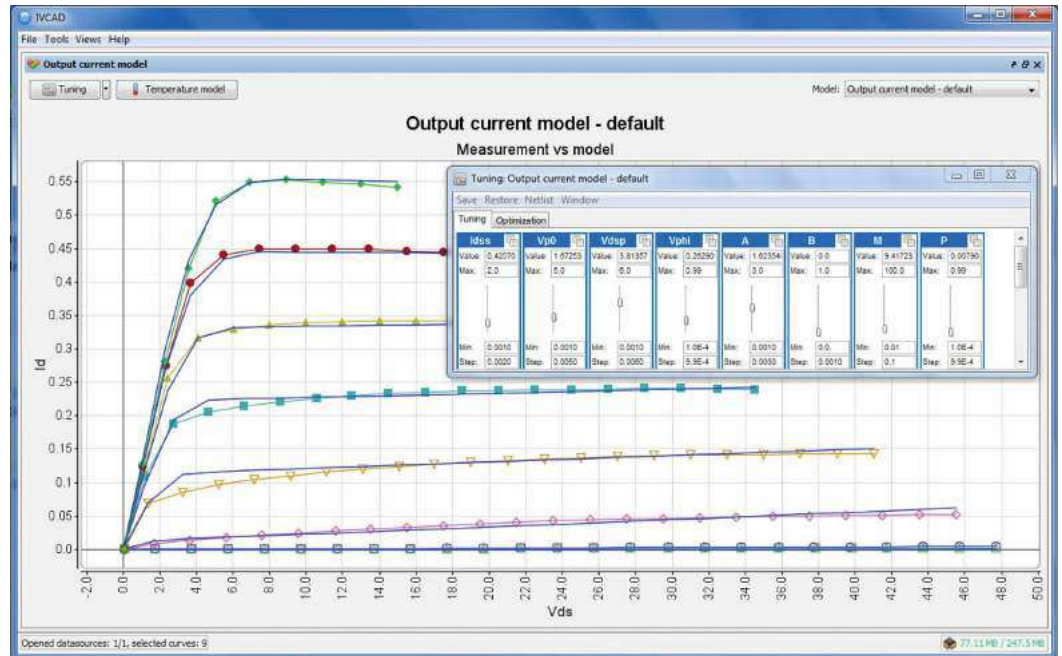 IVCAD
File Tools Views Help
Output current model
Tuning Temperature model Model: Output current model - default
Output current model - default
Measurement vs model
Tuning: Output current model - default
Save Restore Netlist Window
Tuning Optimization
Idss Vp0 Vdsp Vphi A B M P
Value: 0.42070 Value: 1.67253 Value: 5.81357 Value: 0.26290 Value: 1.62354 Value: 0.0 Value: 9.41723 Value: 0.00790
Max: 2.0 Max: 5.0 Max: 6.0 Max: 0.99 Max: 3.0 Max: 1.0 Max: 100.0 Max: 0.99
Min: 0.0010 Min: 0.0010 Min: 0.0010 Min: 1.0E-4 Min: 0.0010 Min: 0.0 Min: 0.01 Min: 1.0E-4
Step: 0.0020 Step: 0.0050 Step: 0.0060 Step: 9.9E-4 Step: 0.0030 Step: 0.0010 Step: 0.1 Step: 9.9E-4
0.55
0.5
0.45
0.4
0.35
0.3
0.25
0.2
0.15
0.1
0.05
0.0
Id
-2.0 0.0 2.0 4.0 6.0 8.0 10.0 12.0 14.0 16.0 18.0 20.0 22.0 24.0 26.0 28.0 30.0 32.0 34.0 36.0 38.0 40.0 42.0 44.0 46.0 48.0 50.0
Vds
Opened datasources: 1/1, selected curves: 9 77.11 MB / 247.5 MB